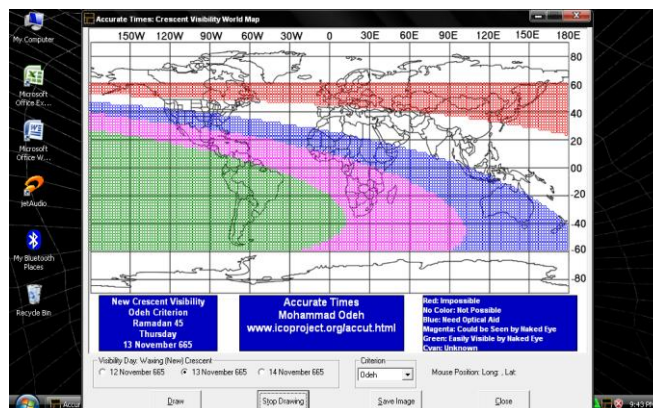 Accurate Times: Crescent Visibility World Map
My Computer
150W 120W 90W 60W 30W 0 30E 60E 90E 120E 150E 180E
80
60
Microsoft
Office Ex...
40
20
Microsoft
Office W...
00
-20
jetAudio
-40
-60
My Bluetooth
Places
-80
Recycle Bin
New Crescent Visibility
Odeh Criterion
Ramadan 45
Thursday
13 November 665
Accurate Times
Mohammad Odeh
www.icoproject.org/accut.html
Red: Impossible
No Color: Not Possible
Blue: Need Optical Aid
Magenta: Could be Seen by Naked Eye
Green: Easily Visible by Naked Eye
Cyan: Unknown
Visibility Day: Waxing (New) Crescent
12 November 665 13 November 665 14 November 665
Criterion
Odeh
Mouse Position: Long: , Lat:
Draw Stop Drawing Save Image Close
9:43 PM